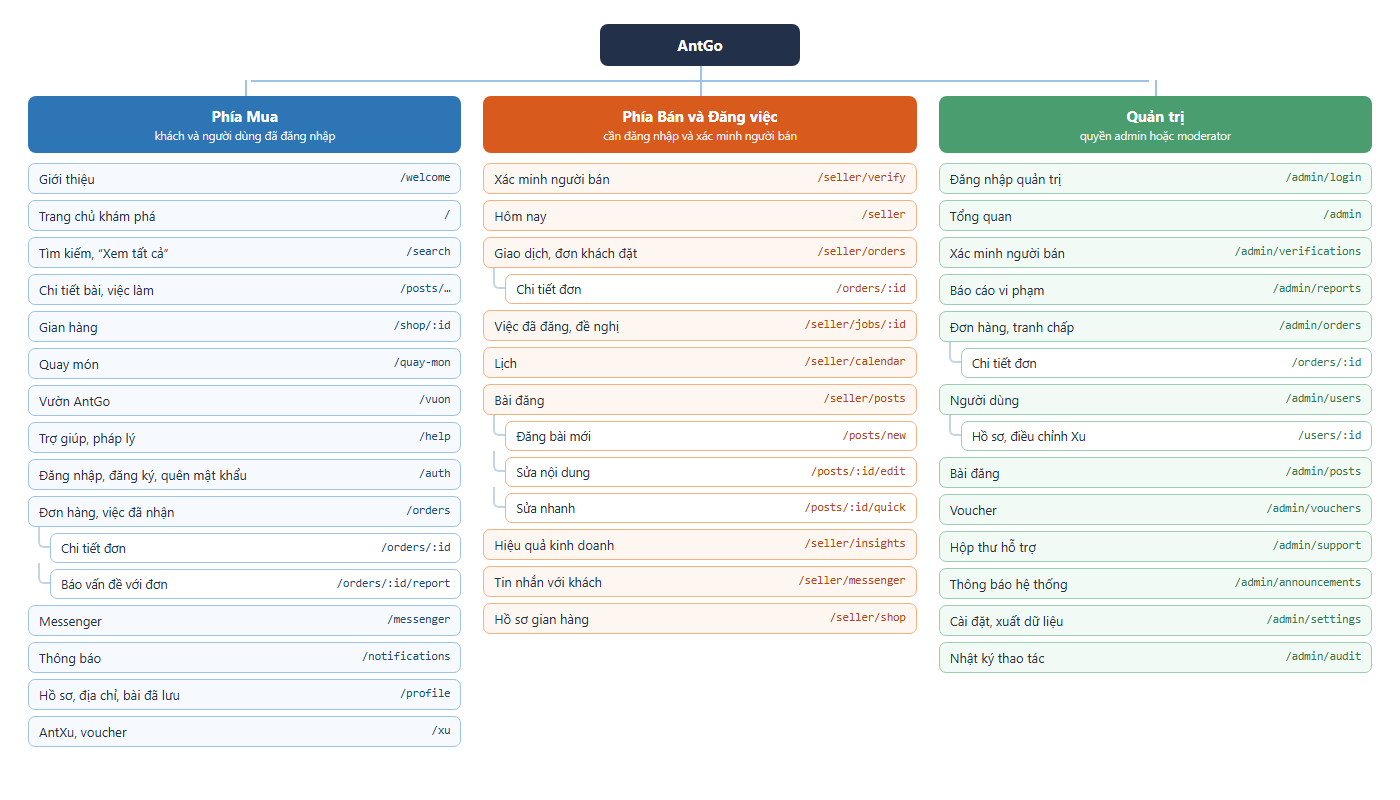 AntGo
Phía Mua
khách và người dùng đã đăng nhập
Giới thiệu /welcome
Trang chủ khám phá /
Tìm kiếm, “Xem tất cả” /search
Chi tiết bài, việc làm /posts/…
Gian hàng /shop/:id
Quay món /quay-mon
Vườn AntGo /vuon
Trợ giúp, pháp lý /help
Đăng nhập, đăng ký, quên mật khẩu /auth
Đơn hàng, việc đã nhận /orders
Chi tiết đơn /orders/:id
Báo vấn đề với đơn /orders/:id/report
Messenger /messenger
Thông báo /notifications
Hồ sơ, địa chỉ, bài đã lưu /profile
AntXu, voucher /xu
Phía Bán và Đăng việc
cần đăng nhập và xác minh người bán
Xác minh người bán /seller/verify
Hôm nay /seller
Giao dịch, đơn khách đặt /seller/orders
Chi tiết đơn /orders/:id
Việc đã đăng, đề nghị /seller/jobs/:id
Lịch /seller/calendar
Bài đăng /seller/posts
Đăng bài mới /posts/new
Sửa nội dung /posts/:id/edit
Sửa nhanh /posts/:id/quick
Hiệu quả kinh doanh /seller/insights
Tin nhắn với khách /seller/messenger
Hồ sơ gian hàng /seller/shop
Quản trị
quyền admin hoặc moderator
Đăng nhập quản trị /admin/login
Tổng quan /admin
Xác minh người bán /admin/verifications
Báo cáo vi phạm /admin/reports
Đơn hàng, tranh chấp /admin/orders
Chi tiết đơn /orders/:id
Người dùng /admin/users
Hồ sơ, điều chỉnh Xu /users/:id
Bài đăng /admin/posts
Voucher /admin/vouchers
Hộp thư hỗ trợ /admin/support
Thông báo hệ thống /admin/announcements
Cài đặt, xuất dữ liệu /admin/settings
Nhật ký thao tác /admin/audit